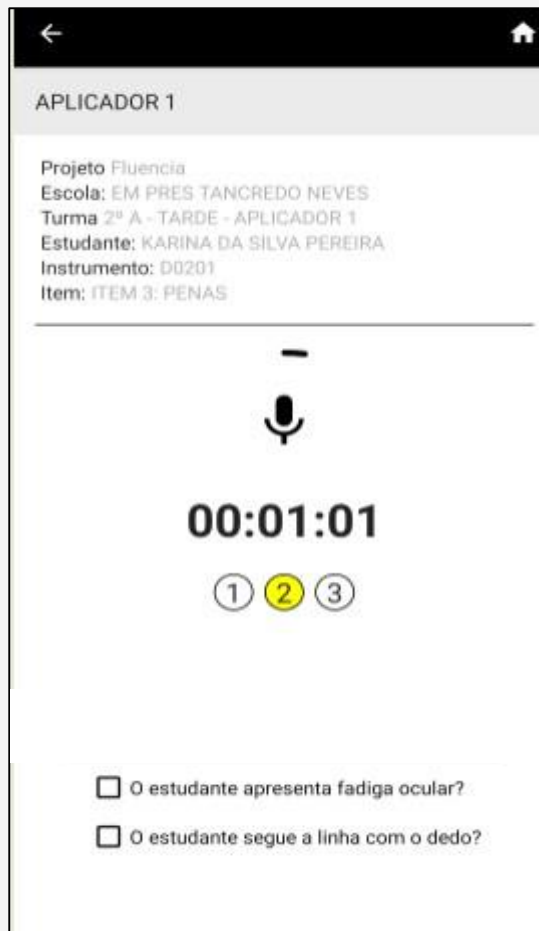 APLICADOR 1
Projeto Fluencia
Escola: EM PRES TANCREDO NEVES
Turma 2º A - TARDE - APLICADOR 1
Estudante: KARINA DA SILVA PEREIRA
Instrumento: D0201
Item: ITEM 3: PENAS
00:01:01
1 2 3
O estudante apresenta fadiga ocular?
O estudante segue a linha com o dedo?